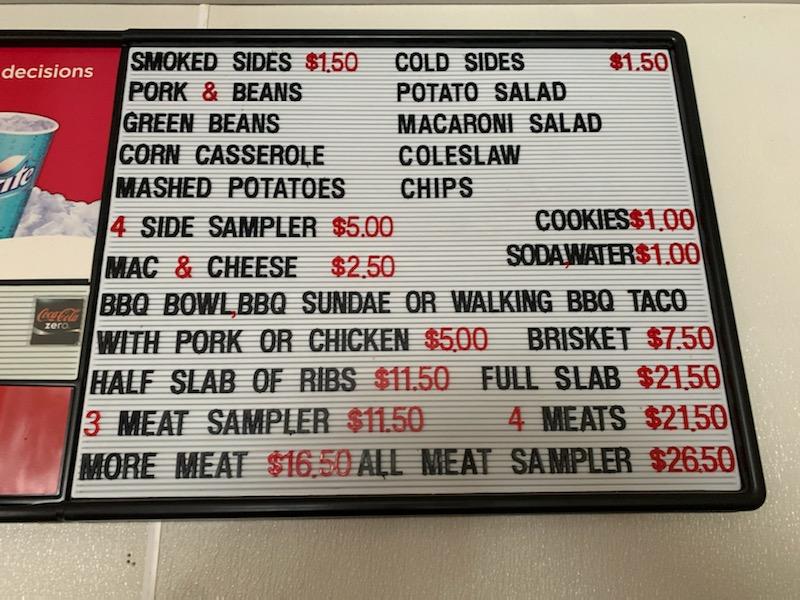 decisions
SMOKED SIDES $1.50 COLD SIDES $1.50
PORK & BEANS POTATO SALAD
GREEN BEANS MACARONI SALAD
CORN CASSEROLE COLESLAW
MASHED POTATOES CHIPS
4 SIDE SAMPLER $5.00 COOKIES $1.00
MAC & CHEESE $2.50 SODA,WATER $1.00
BBQ BOWL,BBQ SUNDAE OR WALKING BBQ TACO
WITH PORK OR CHICKEN $5.00 BRISKET $7.50
HALF SLAB OF RIBS $11.50 FULL SLAB $21.50
3 MEAT SAMPLER $11.50 4 MEATS $21.50
MORE MEAT $16.50 ALL MEAT SAMPLER $26.50
Coca-Cola
zero